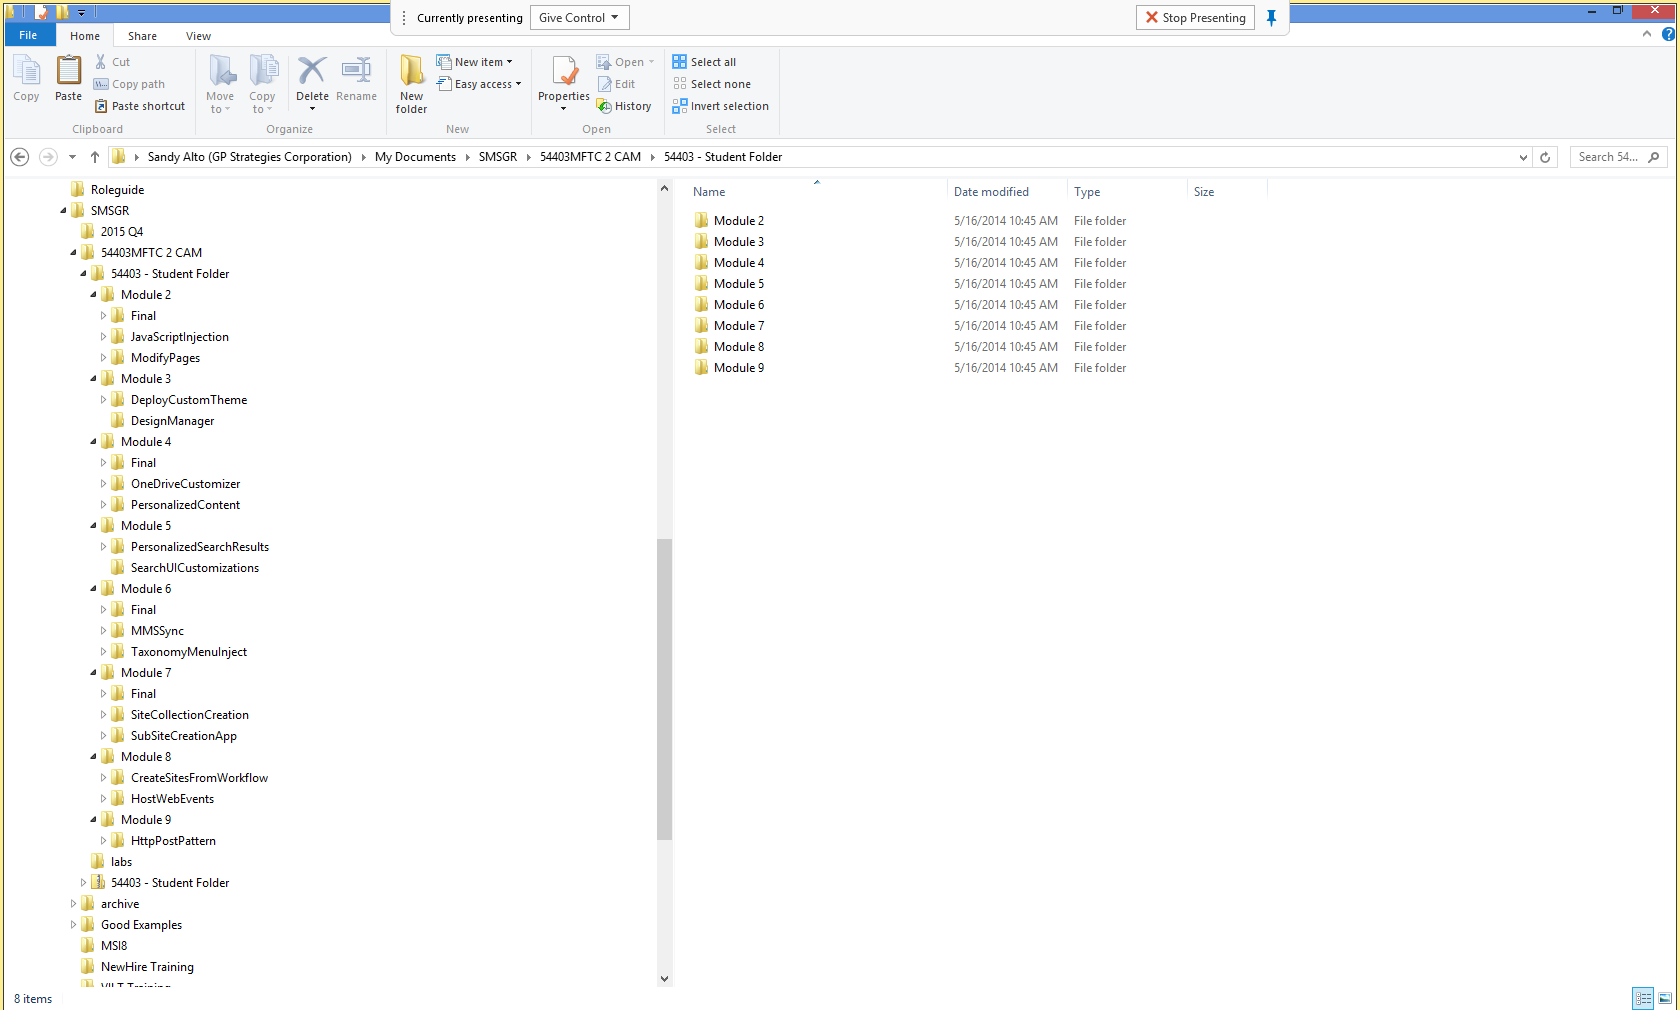 Currently presenting
Give Control
Stop Presenting
File
Home
Share
View
Copy
Paste
Cut
Copy path
Paste shortcut
Clipboard
Move to
Copy to
Delete
Rename
Organize
New folder
New item
Easy access
New
Properties
Open
Edit
History
Open
Select all
Select none
Invert selection
Select
Sandy Alto (GP Strategies Corporation)
My Documents
SMSGR
54403MFTC 2 CAM
54403 - Student Folder
Search 54...
Roleguide
SMSGR
2015 Q4
54403MFTC 2 CAM
54403 - Student Folder
Module 2
Final
JavaScriptInjection
ModifyPages
Module 3
DeployCustomTheme
DesignManager
Module 4
Final
OneDriveCustomizer
PersonalizedContent
Module 5
PersonalizedSearchResults
SearchUICustomizations
Module 6
Final
MMSSync
TaxonomyMenuInject
Module 7
Final
SiteCollectionCreation
SubSiteCreationApp
Module 8
CreateSitesFromWorkflow
HostWebEvents
Module 9
HttpPostPattern
labs
54403 - Student Folder
archive
Good Examples
MSI8
NewHire Training
VILT Training
Name Date modified Type Size
Module 2 5/16/2014 10:45 AM File folder
Module 3 5/16/2014 10:45 AM File folder
Module 4 5/16/2014 10:45 AM File folder
Module 5 5/16/2014 10:45 AM File folder
Module 6 5/16/2014 10:45 AM File folder
Module 7 5/16/2014 10:45 AM File folder
Module 8 5/16/2014 10:45 AM File folder
Module 9 5/16/2014 10:45 AM File folder
8 items